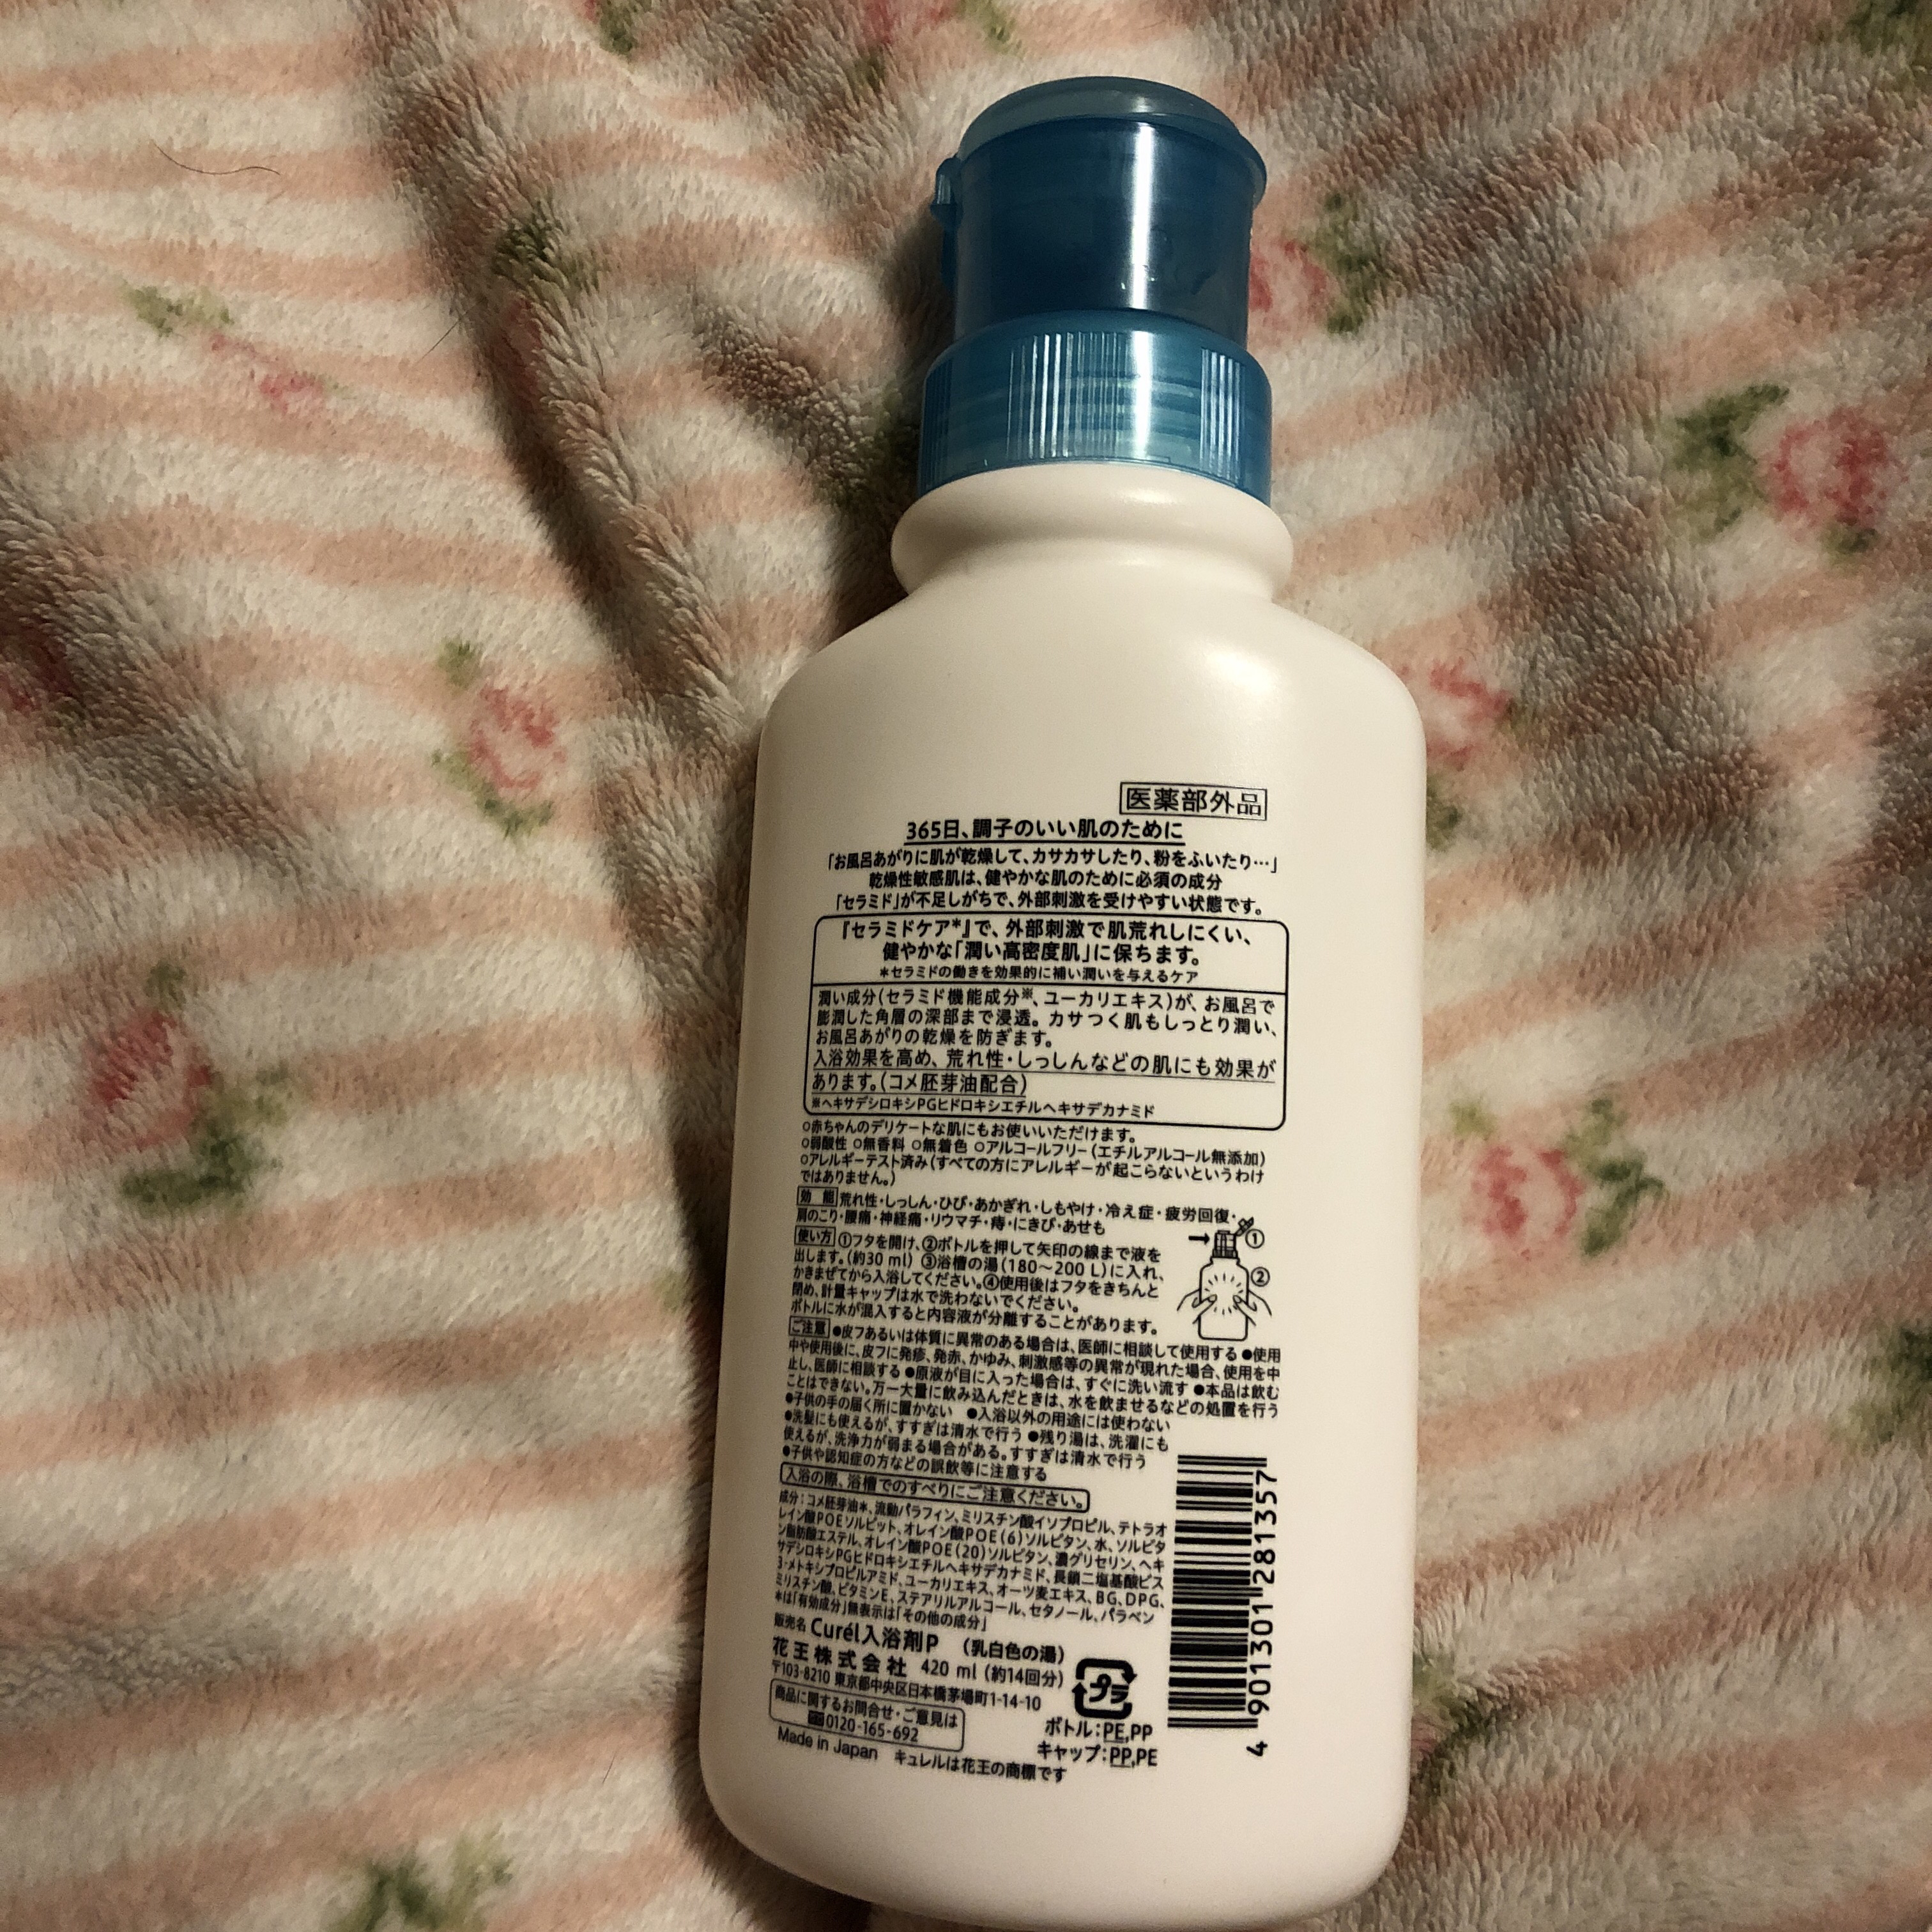 医薬部外品
365日、調子のいい肌のために
「お風呂あがりに肌が乾燥して、カサカサしたり、粉をふいたり…」
乾燥性敏感肌は、健やかな肌のために必須の成分
「セラミド」が不足しがちで、外部刺激を受けやすい状態です。
『セラミドケア*』で、外部刺激で肌荒れしにくい、
健やかな「潤い高密度肌」に保ちます。
*セラミドの働きを効果的に補い潤いを与えるケア
潤い成分(セラミド機能成分※、ユーカリエキス)が、お風呂で
膨潤した角層の深部まで浸透。カサつく肌もしっとり潤い、
お風呂あがりの乾燥を防ぎます。
入浴効果を高め、荒れ性・しっしんなどの肌にも効果が
あります。(コメ胚芽油配合)
※ヘキサデシロキシPGヒドロキシエチルヘキサデカナミド
○赤ちゃんのデリケートな肌にもお使いいただけます。
○弱酸性 ○無香料 ○無着色 ○アルコールフリー(エチルアルコール無添加)
○アレルギーテスト済み(すべての方にアレルギーが起こらないというわけ
ではありません。)
効 能 荒れ性・しっしん・ひび・あかぎれ・しもやけ・冷え症・疲労回復・
肩のこり・腰痛・神経痛・リウマチ・痔・にきび・あせも
使い方 ①フタを開け、②ボトルを押して矢印の線まで液を
出します。(約30 ml) ③浴槽の湯(180〜200 L)に入れ、
かきまぜてから入浴してください。④使用後はフタをきちんと
閉め、計量キャップは水で洗わないでください。
ボトルに水が混入すると内容液が分離することがあります。
①
②
ご注意 ●皮フあるいは体質に異常のある場合は、医師に相談して使用する ●使用
中や使用後に、皮フに発疹、発赤、かゆみ、刺激感等の異常が現れた場合、使用を中
止し、医師に相談する ●原液が目に入った場合は、すぐに洗い流す ●本品は飲む
ことはできない。万一大量に飲み込んだときは、水を飲ませるなどの処置を行う
●子供の手の届く所に置かない ●入浴以外の用途には使わない
●洗髪にも使えるが、すすぎは清水で行う ●残り湯は、洗濯にも
使えるが、洗浄力が弱まる場合がある。すすぎは清水で行う
●子供や認知症の方などの誤飲等に注意する
入浴の際、浴槽でのすべりにご注意ください。
成分:コメ胚芽油*、流動パラフィン、ミリスチン酸イソプロピル、テトラオ
レイン酸POEソルビット、オレイン酸POE(6)ソルビタン、水、ソルビタ
ン脂肪酸エステル、オレイン酸POE(20)ソルビタン、濃グリセリン、ヘキ
サデシロキシPGヒドロキシエチルヘキサデカナミド、長鎖二塩基酸ビス
3-メトキシプロピルアミド、ユーカリエキス、オーツ麦エキス、BG、DPG、
ミリスチン酸、ビタミンE、ステアリルアルコール、セタノール、パラベン
*は「有効成分」無表示は「その他の成分」
販売名 Curél入浴剤P (乳白色の湯)
花王株式会社 420 ml (約14回分)
〒103-8210 東京都中央区日本橋茅場町1-14-10
商品に関するお問合せ・ご意見は
0120-165-692
Made in Japan キュレルは花王の商標です
プラ
ボトル:PE,PP
キャップ:PP,PE
4 901301 281357